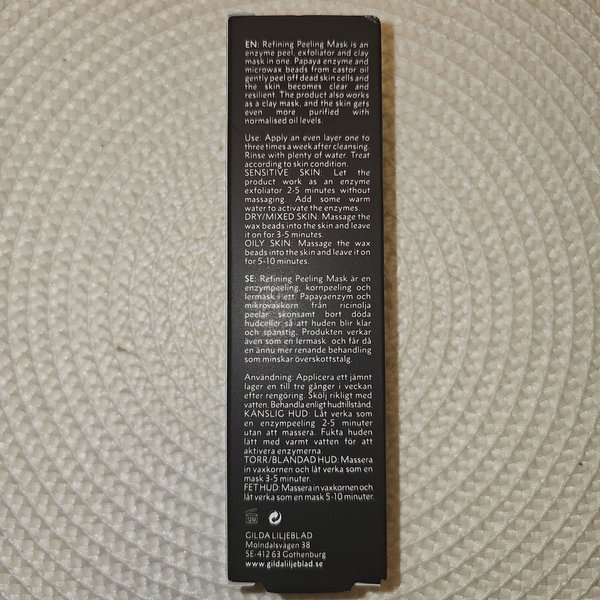 EN: Refining Peeling Mask is an
enzyme peel, exfoliator and clay
mask in one. Papaya enzyme and
microwax beads from castor oil
gently peel off dead skin cells and
the skin becomes clear and
resilient. The product also works
as a clay mask, and the skin gets
even more purified with
normalised oil levels.
Use: Apply an even layer one to
three times a week after cleansing.
Rinse with plenty of water. Treat
according to skin condition.
SENSITIVE SKIN: Let the
product work as an enzyme
exfoliator 2-5 minutes without
massaging. Add some warm
water to activate the enzymes.
DRY/MIXED SKIN: Massage the
wax beads into the skin and leave
it on for 3-5 minutes.
OILY SKIN: Massage the wax
beads into the skin and leave it on
for 5-10 minutes.
SE: Refining Peeling Mask är en
enzympeeling, kornpeeling och
lermask i ett. Papayaenzym och
mikrovaxkorn från ricinolja
peelar skonsamt bort döda
hudceller så att huden blir klar
och spänstig. Produkten verkar
även som en lermask och får då
en ännu mer renande behandling
som minskar överskottstalg.
Användning: Applicera ett jämnt
lager en till tre gånger i veckan
efter rengöring. Skölj rikligt med
vatten. Behandla enligt hudtillstånd.
KÄNSLIG HUD: Låt verka som
en enzympeeling 2-5 minuter
utan att massera. Fukta huden
lätt med varmt vatten för att
aktivera enzymerna.
TORR/BLANDAD HUD: Massera
in vaxkornen och låt verka som en
mask 3-5 minuter.
FET HUD: Massera in vaxkornen och
låt verka som en mask 5-10 minuter.
12M
GILDA LILJEBLAD
Mölndalsvägen 38
SE-412 63 Gothenburg
www.gildaliljeblad.se